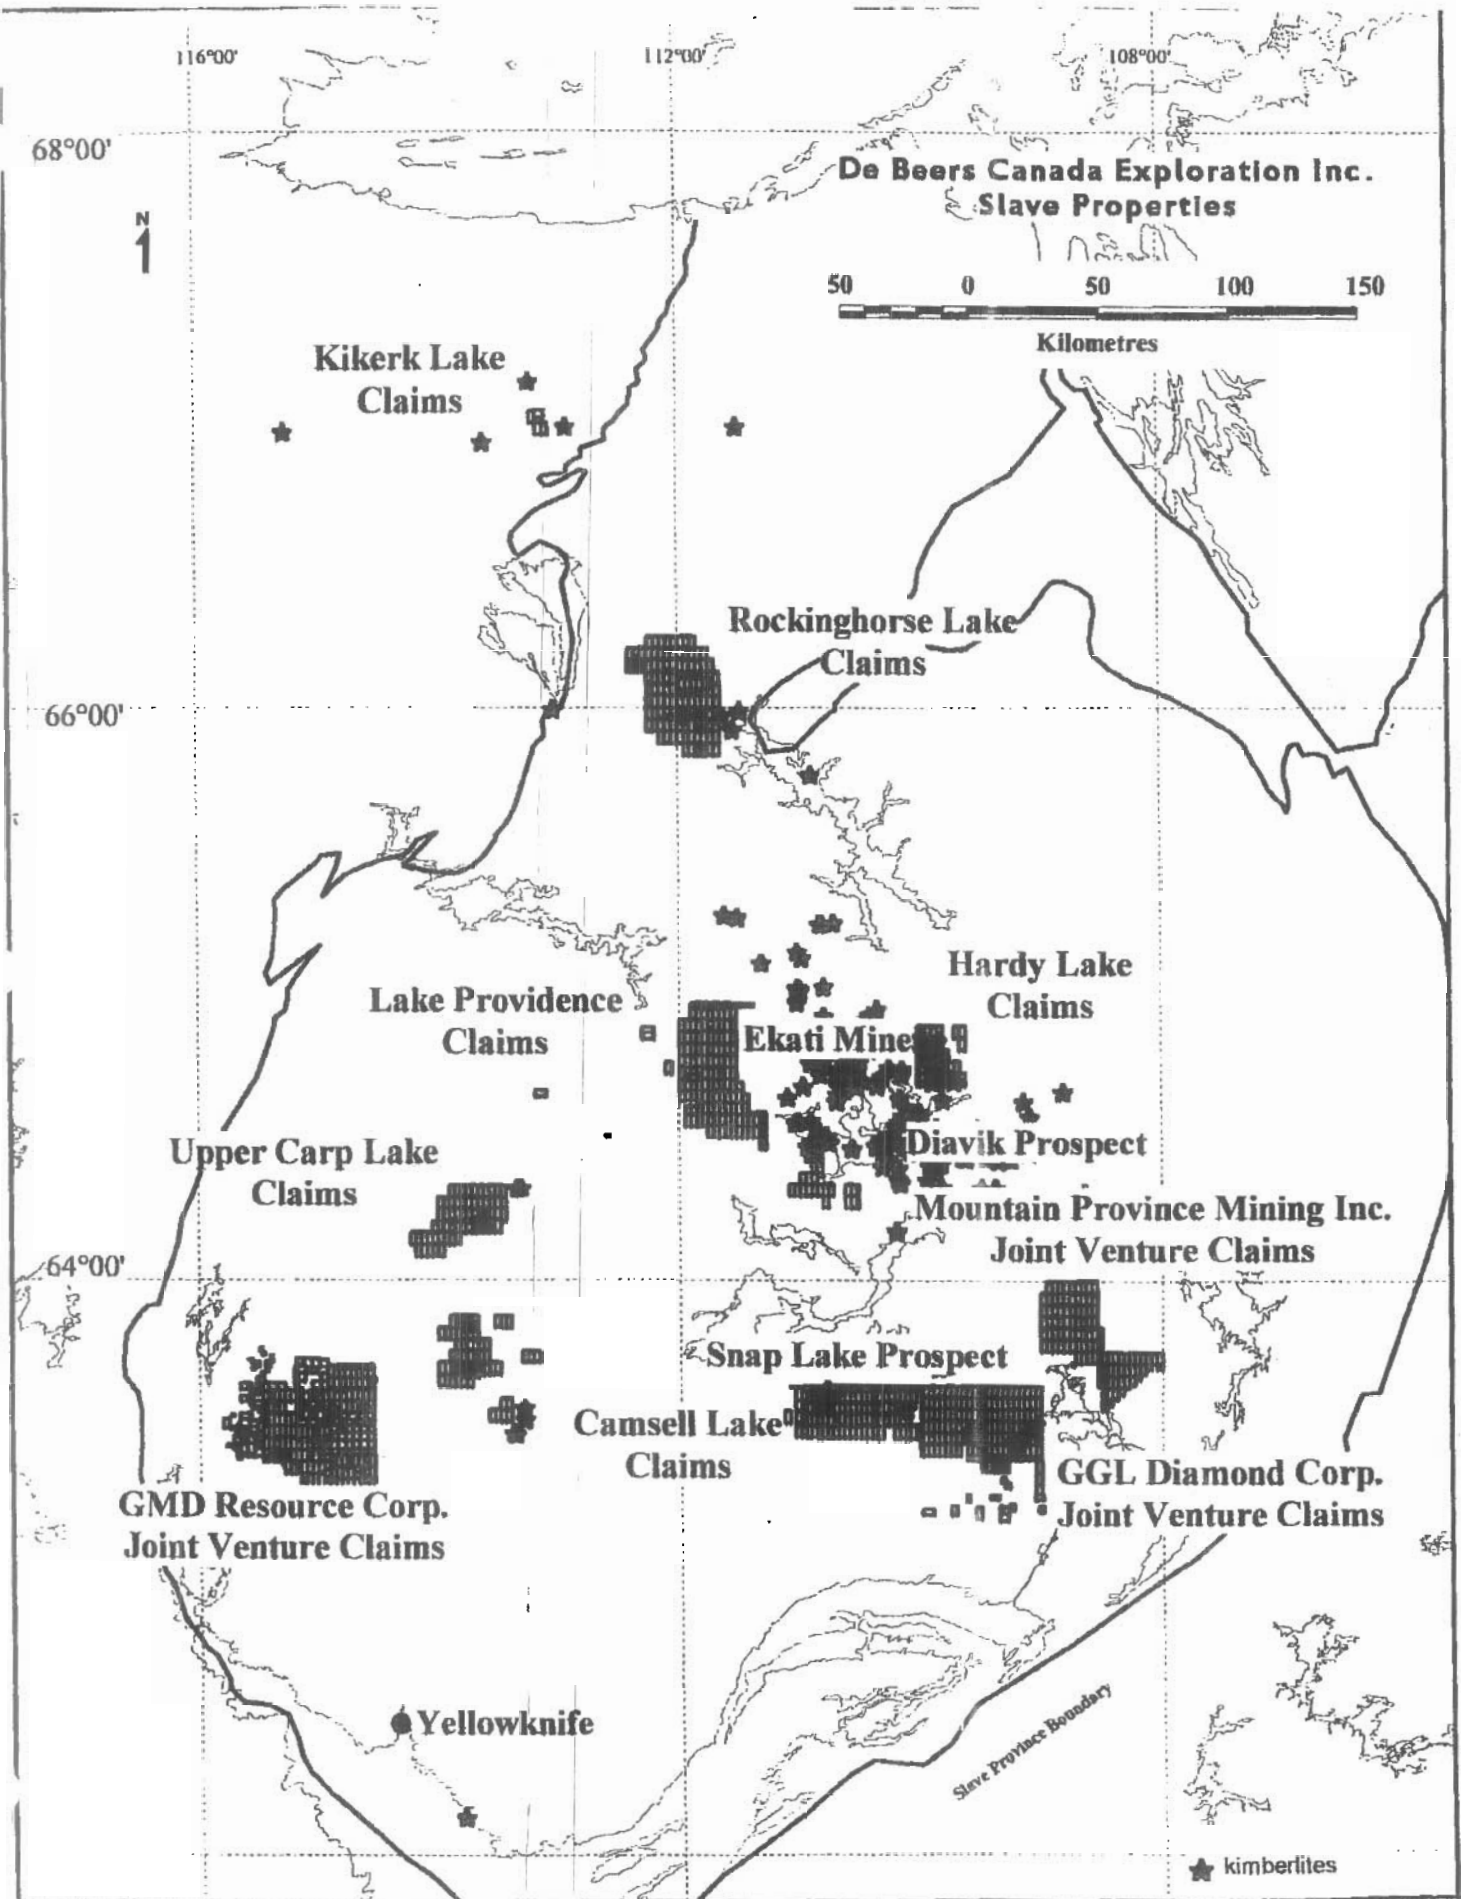 116°00'
112°00'
108°00'
68°00'
De Beers Canada Exploration Inc.
Slave Properties
N
50 0 50 100 150
Kilometres
Kikerk Lake
Claims
Rockinghorse Lake
Claims
66°00'
Hardy Lake
Claims
Lake Providence
Claims
Ekati Mine
Upper Carp Lake
Claims
Diavik Prospect
Mountain Province Mining Inc.
Joint Venture Claims
64°00'
Snap Lake Prospect
Camsell Lake
Claims
GGL Diamond Corp.
Joint Venture Claims
GMD Resource Corp.
Joint Venture Claims
Yellowknife
Slave Province Boundary
kimberlites